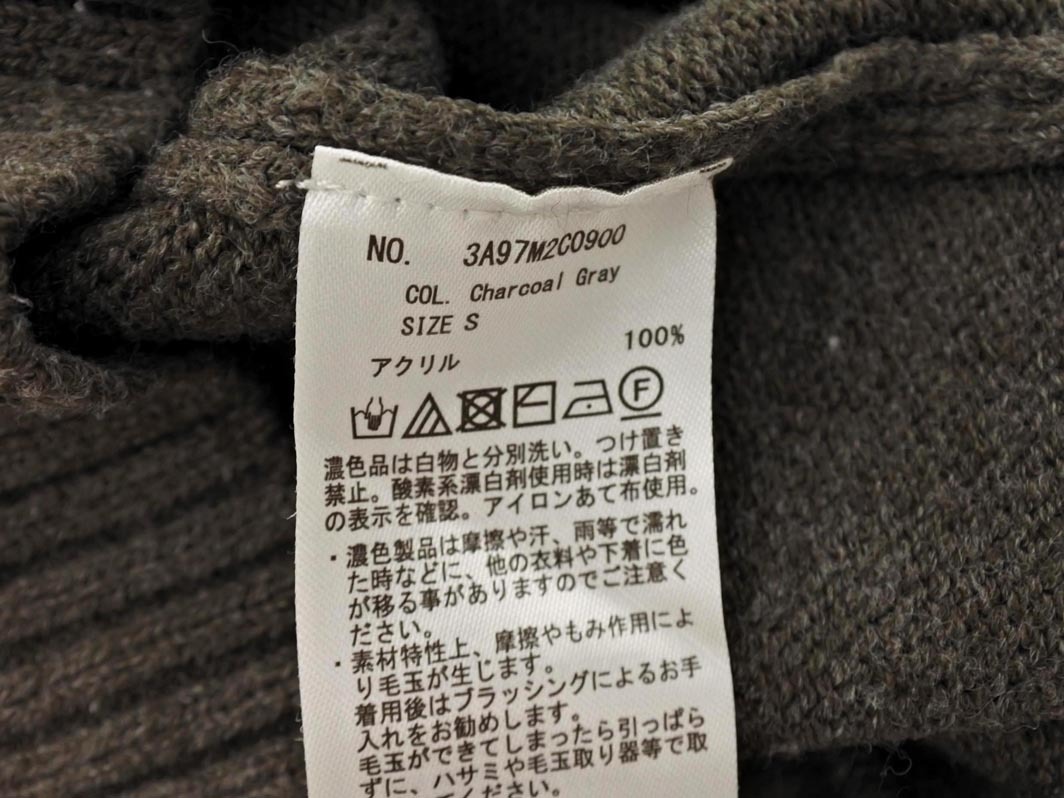 NO. 3A97M2C0900
COL. Charcoal Gray
SIZE S
アクリル 100%
F
濃色品は白物と分別洗い。つけ置き
禁止。酸素系漂白剤使用時は漂白剤
の表示を確認。アイロンあて布使用。
・濃色製品は摩擦や汗、雨等で濡れ
た時などに、他の衣料や下着に色
が移る事がありますのでご注意く
ださい。
・素材特性上、摩擦やもみ作用によ
り毛玉が生じます。
着用後はブラッシングによるお手
入れをお勧めします。
毛玉ができてしまったら引っぱら
ずに、ハサミや毛玉取り器等で取
ってください。